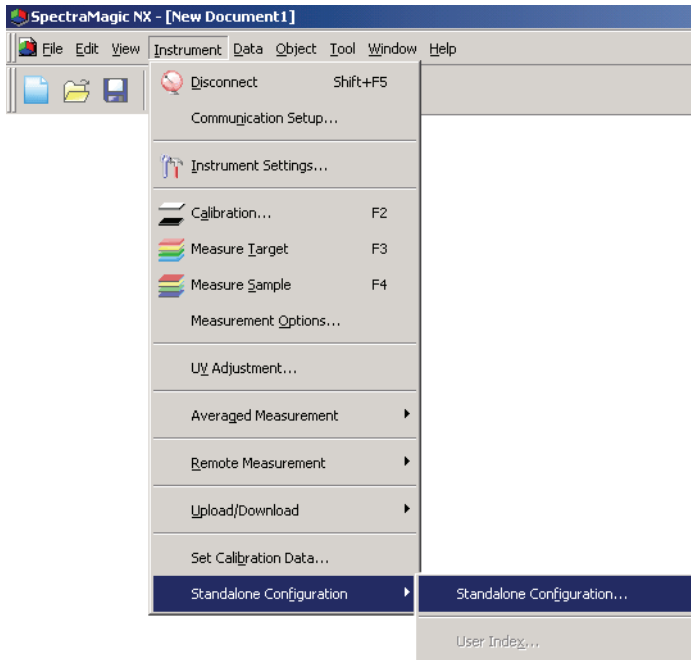 SpectraMagic NX - [New Document1]
File Edit View Instrument Data Object Tool Window Help
Disconnect Shift+F5
Communication Setup...
Instrument Settings...
Calibration... F2
Measure Target F3
Measure Sample F4
Measurement Options...
UV Adjustment...
Averaged Measurement
Remote Measurement
Upload/Download
Set Calibration Data...
Standalone Configuration Standalone Configuration...
User Index...